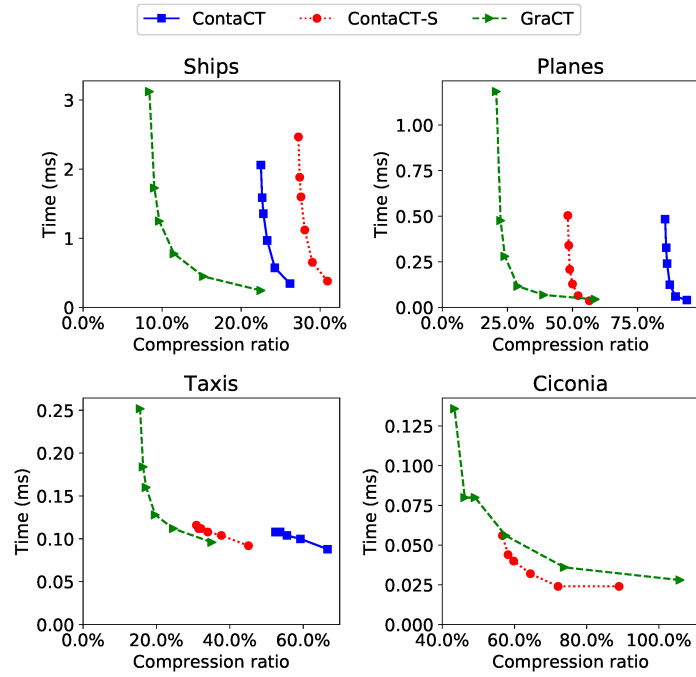 ContaCT ContaCT-S GraCT
Ships
Time (ms)
3
2
1
0
0.0% 10.0% 20.0% 30.0%
Compression ratio
Planes
Time (ms)
1.00
0.75
0.50
0.25
0.00
0.0% 25.0% 50.0% 75.0%
Compression ratio
Taxis
Time (ms)
0.25
0.20
0.15
0.10
0.05
0.00
0.0% 20.0% 40.0% 60.0%
Compression ratio
Ciconia
Time (ms)
0.125
0.100
0.075
0.050
0.025
0.000
40.0% 60.0% 80.0% 100.0%
Compression ratio